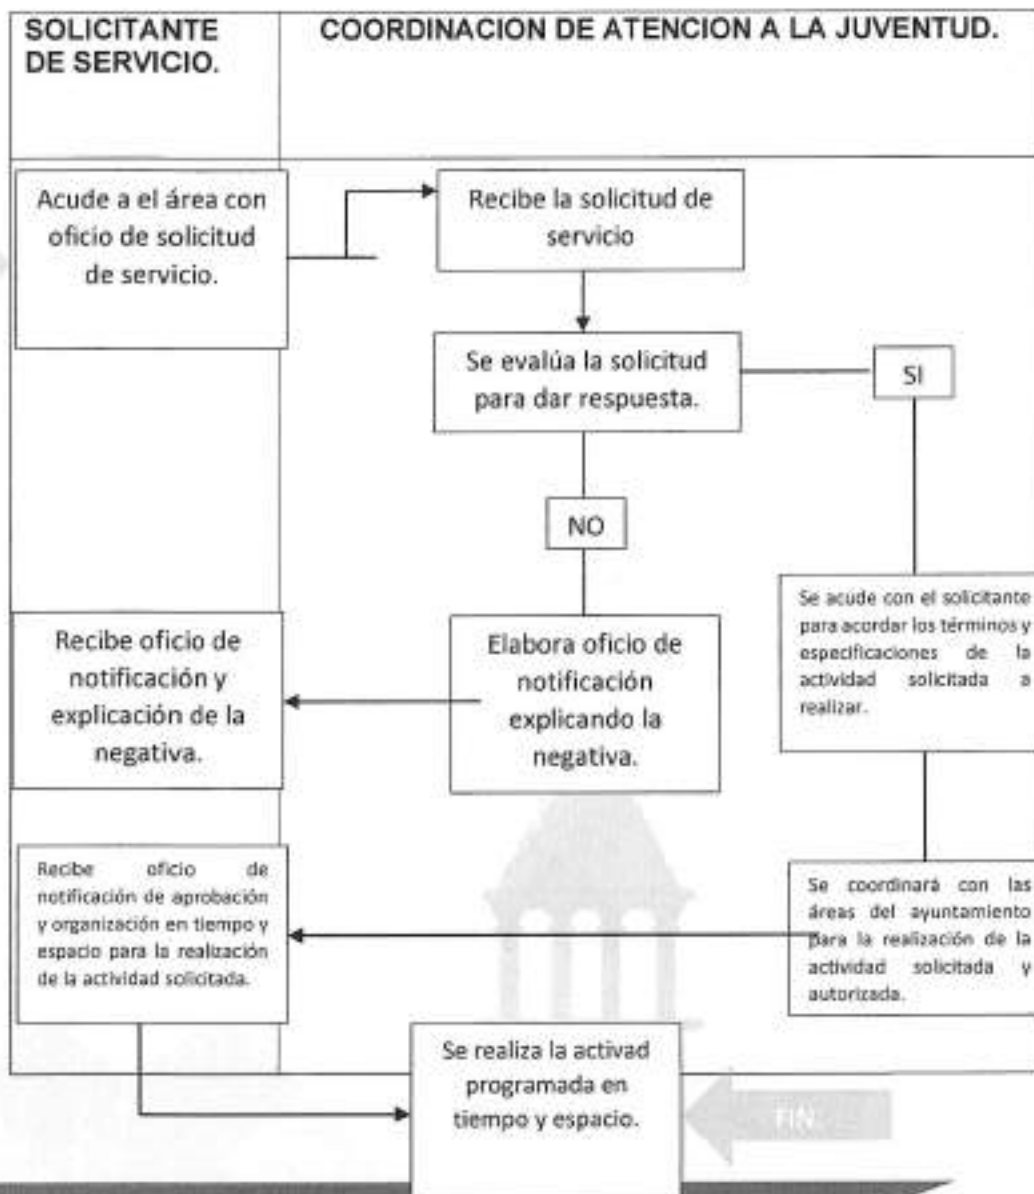 SOLICITANTE
DE SERVICIO.
COORDINACION DE ATENCION A LA JUVENTUD.
Acude a el área con
oficio de solicitud
de servicio.
Recibe la solicitud de
servicio
Se evalúa la solicitud
para dar respuesta.
SI
NO
Se acude con el solicitante
para acordar los términos y
especificaciones de la
actividad solicitada a
realizar.
Recibe oficio de
notificación y
explicación de la
negativa.
Elabora oficio de
notificación
explicando la
negativa.
Recibe oficio de
notificación de aprobación
y organización en tiempo y
espacio para la realización
de la actividad solicitada.
Se coordinará con las
áreas del ayuntamiento
para la realización de la
actividad solicitada y
autorizada.
Se realiza la activad
programada en
tiempo y espacio.
FIN.